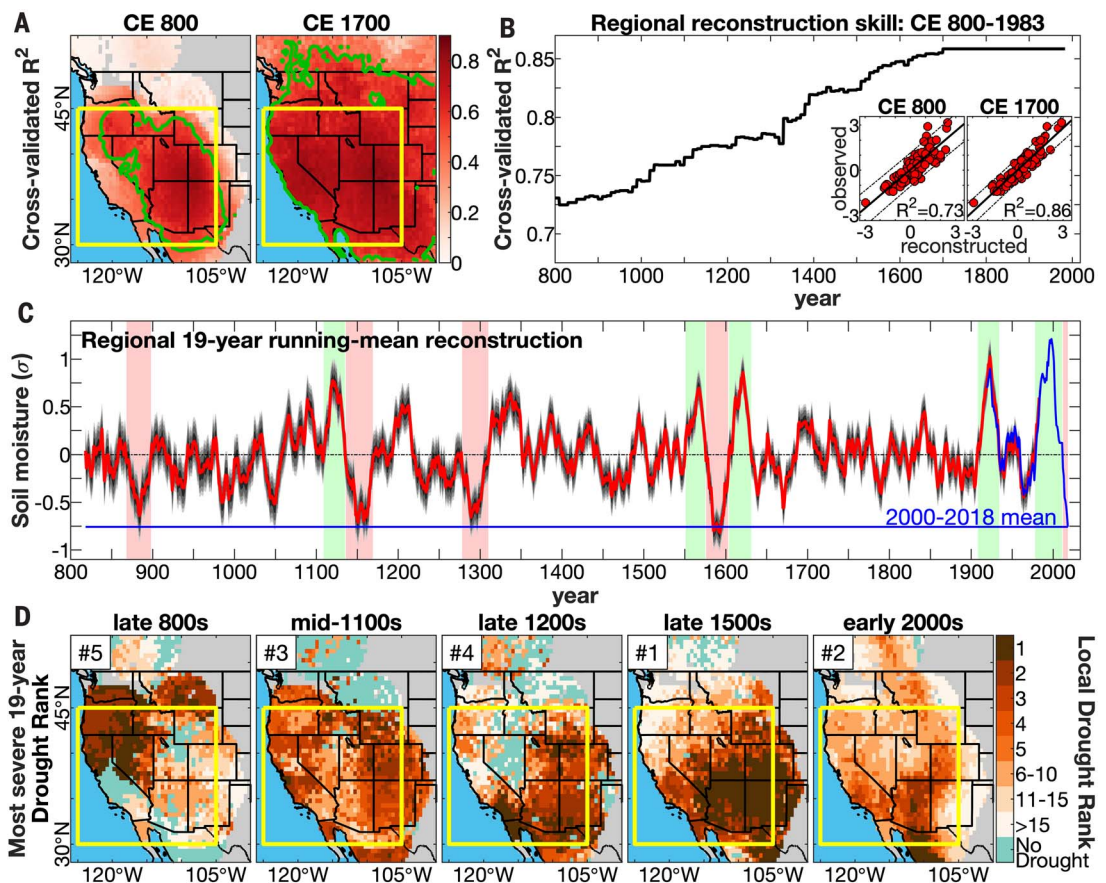 A
CE 800
CE 1700
Cross-validated R²
45°N
30°N
120°W
105°W
120°W
105°W
0.8
0.6
0.4
0.2
0
B
Regional reconstruction skill: CE 800-1983
Cross-validated R²
0.85
0.8
0.75
0.7
800
1000
1200
1400
1600
1800
2000
year
CE 800
CE 1700
observed
3
0
-3
R²=0.73
R²=0.86
-3
0
3
-3
0
3
reconstructed
C
Regional 19-year running-mean reconstruction
Soil moisture (σ)
1
0.5
0
-0.5
-1
2000-2018 mean
800
900
1000
1100
1200
1300
1400
1500
1600
1700
1800
1900
2000
year
D
late 800s
mid-1100s
late 1200s
late 1500s
early 2000s
Most severe 19-year
Drought Rank
#5
#3
#4
#1
#2
45°N
30°N
120°W
105°W
120°W
105°W
120°W
105°W
120°W
105°W
120°W
105°W
1
2
3
4
5
6-10
11-15
>15
No
Drought
Local Drought Rank